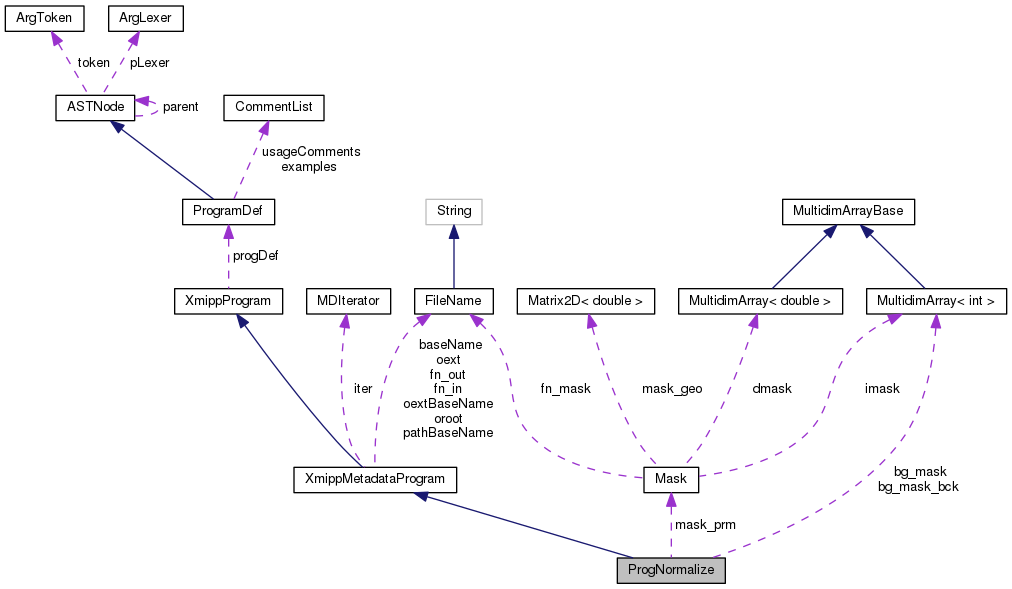 ArgToken
ArgLexer
token
pLexer
ASTNode
parent
CommentList
usageComments
examples
ProgramDef
String
MultidimArrayBase
progDef
XmippProgram
MDIterator
FileName
Matrix2D< double >
MultidimArray< double >
MultidimArray< int >
baseName
oext
fn_out
fn_in
oextBaseName
oroot
pathBaseName
iter
fn_mask
mask_geo
dmask
imask
XmippMetadataProgram
Mask
bg_mask
bg_mask_bck
mask_prm
ProgNormalize